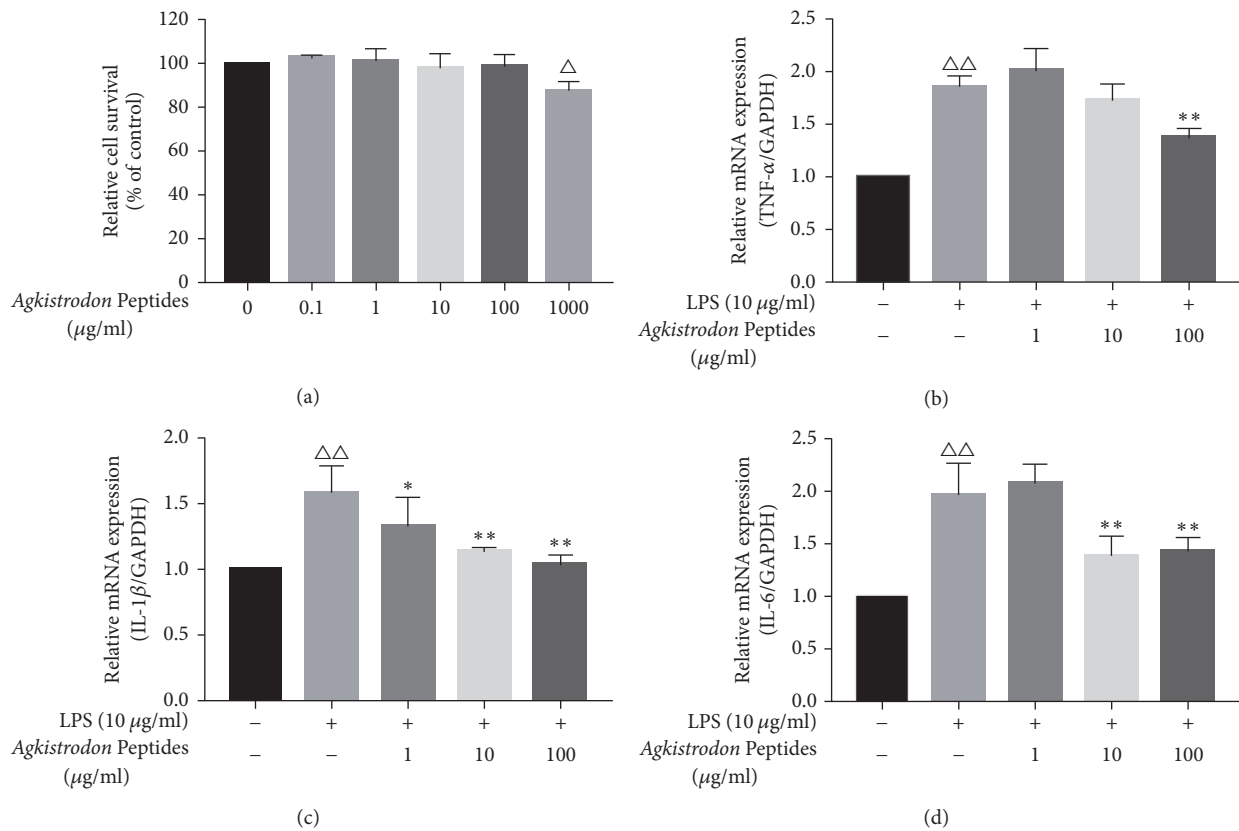 Relative cell survival
(% of control)
120
100
80
60
40
20
0
△
0 0.1 1 10 100 1000
Agkistrodon Peptides
(μg/ml)
(a)
Relative mRNA expression
(TNF-α/GAPDH)
2.5
2.0
1.5
1.0
0.5
0.0
△△
**
LPS (10 μg/ml) – + + + +
Agkistrodon Peptides – – 1 10 100
(μg/ml)
(b)
Relative mRNA expression
(IL-1β/GAPDH)
2.0
1.5
1.0
0.5
0.0
△△
*
**
**
LPS (10 μg/ml) – + + + +
Agkistrodon Peptides – – 1 10 100
(μg/ml)
(c)
Relative mRNA expression
(IL-6/GAPDH)
2.5
2.0
1.5
1.0
0.5
0.0
△△
**
**
LPS (10 μg/ml) – + + + +
Agkistrodon Peptides – – 1 10 100
(μg/ml)
(d)